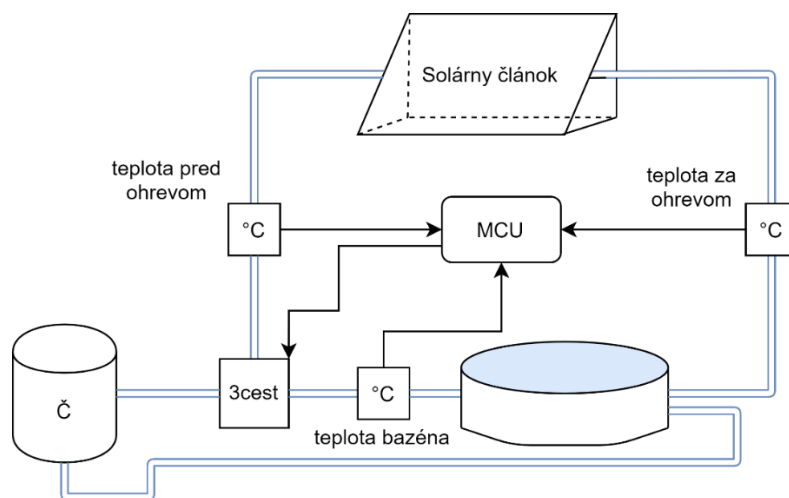 Solárny článok
teplota pred
ohrevom
teplota za
ohrevom
°C
MCU
°C
Č
3cest
°C
teplota bazéna